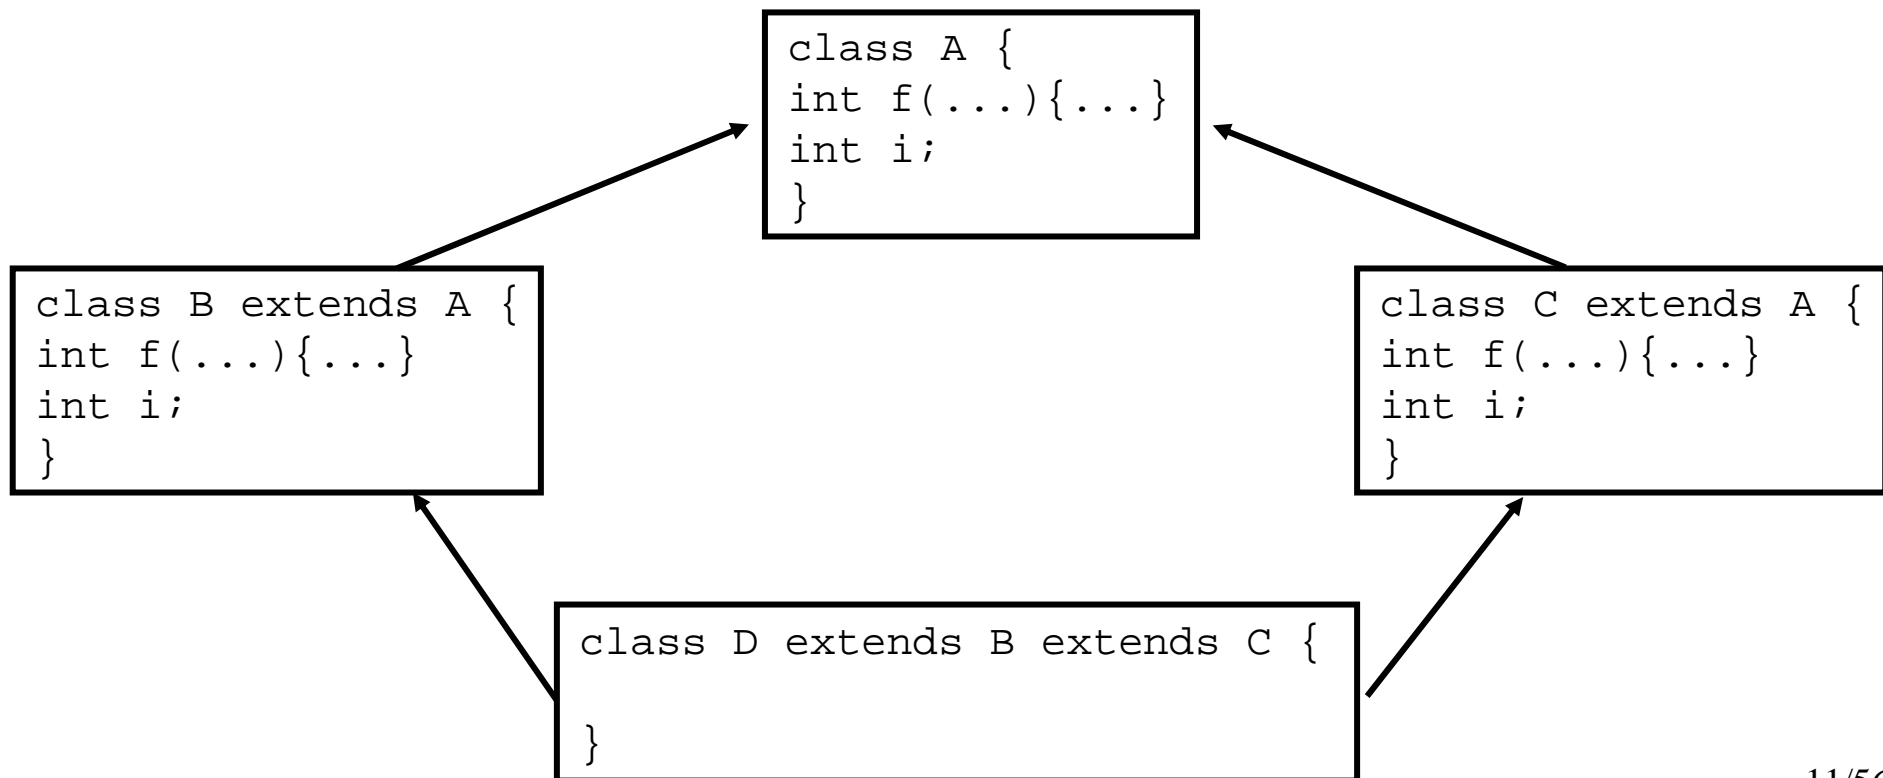 class A {
int f(...){...}
int i;
}
class B extends A {
int f(...){...}
int i;
}
class C extends A {
int f(...){...}
int i;
}
class D extends B extends C {
}